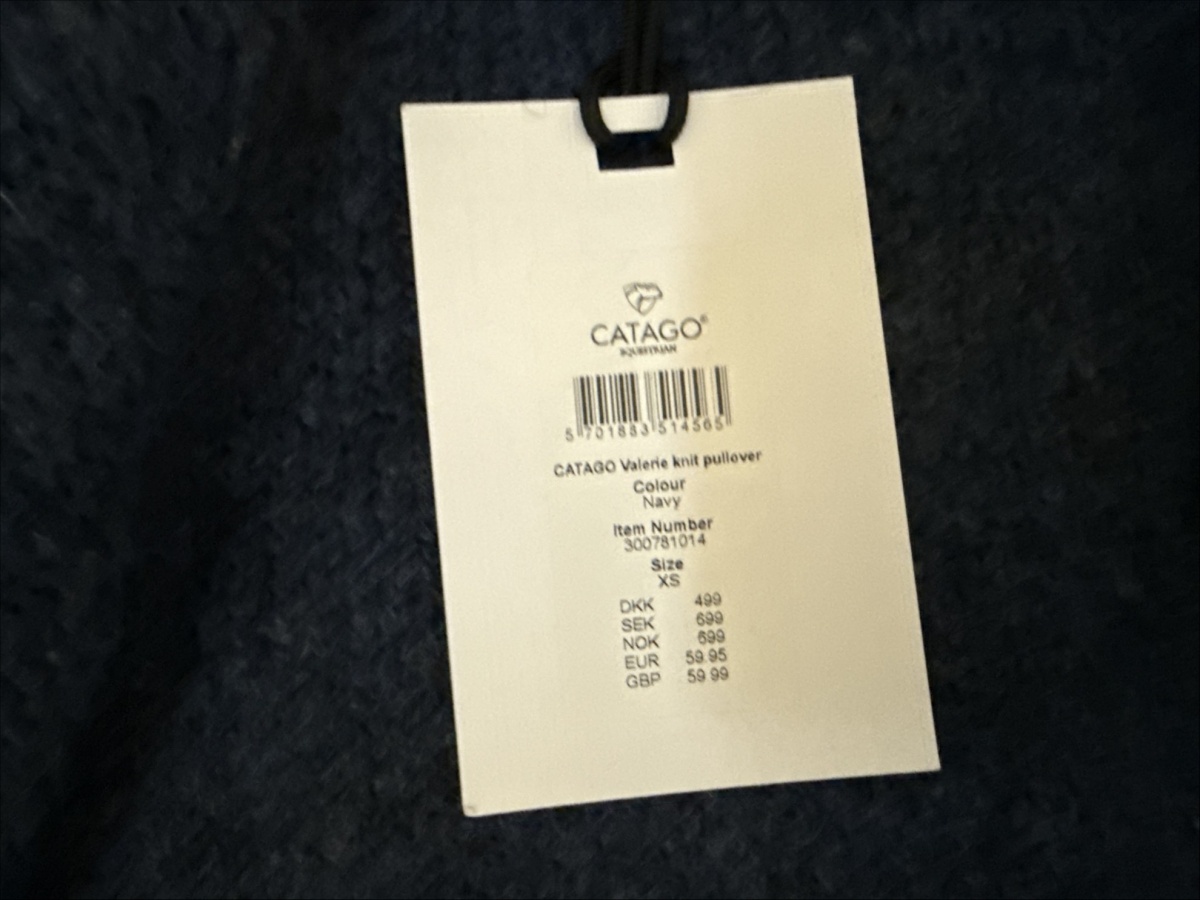 CATAGO®
EQUESTRIAN
5 701883 514565
CATAGO Valerie knit pullover
Colour
Navy
Item Number
300781014
Size
XS
DKK 499
SEK 699
NOK 699
EUR 59.95
GBP 59.99